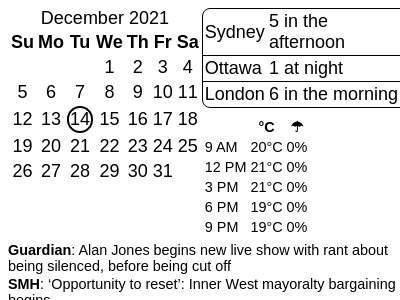 December 2021
Su Mo Tu We Th Fr Sa
1 2 3 4
5 6 7 8 9 10 11
12 13 14 15 16 17 18
19 20 21 22 23 24 25
26 27 28 29 30 31
Sydney 5 in the
afternoon
Ottawa 1 at night
London 6 in the morning
°C ☂
9 AM 20°C 0%
12 PM 21°C 0%
3 PM 21°C 0%
6 PM 19°C 0%
9 PM 19°C 0%
Guardian: Alan Jones begins new live show with rant about
being silenced, before being cut off
SMH: ‘Opportunity to reset’: Inner West mayoralty bargaining
begins